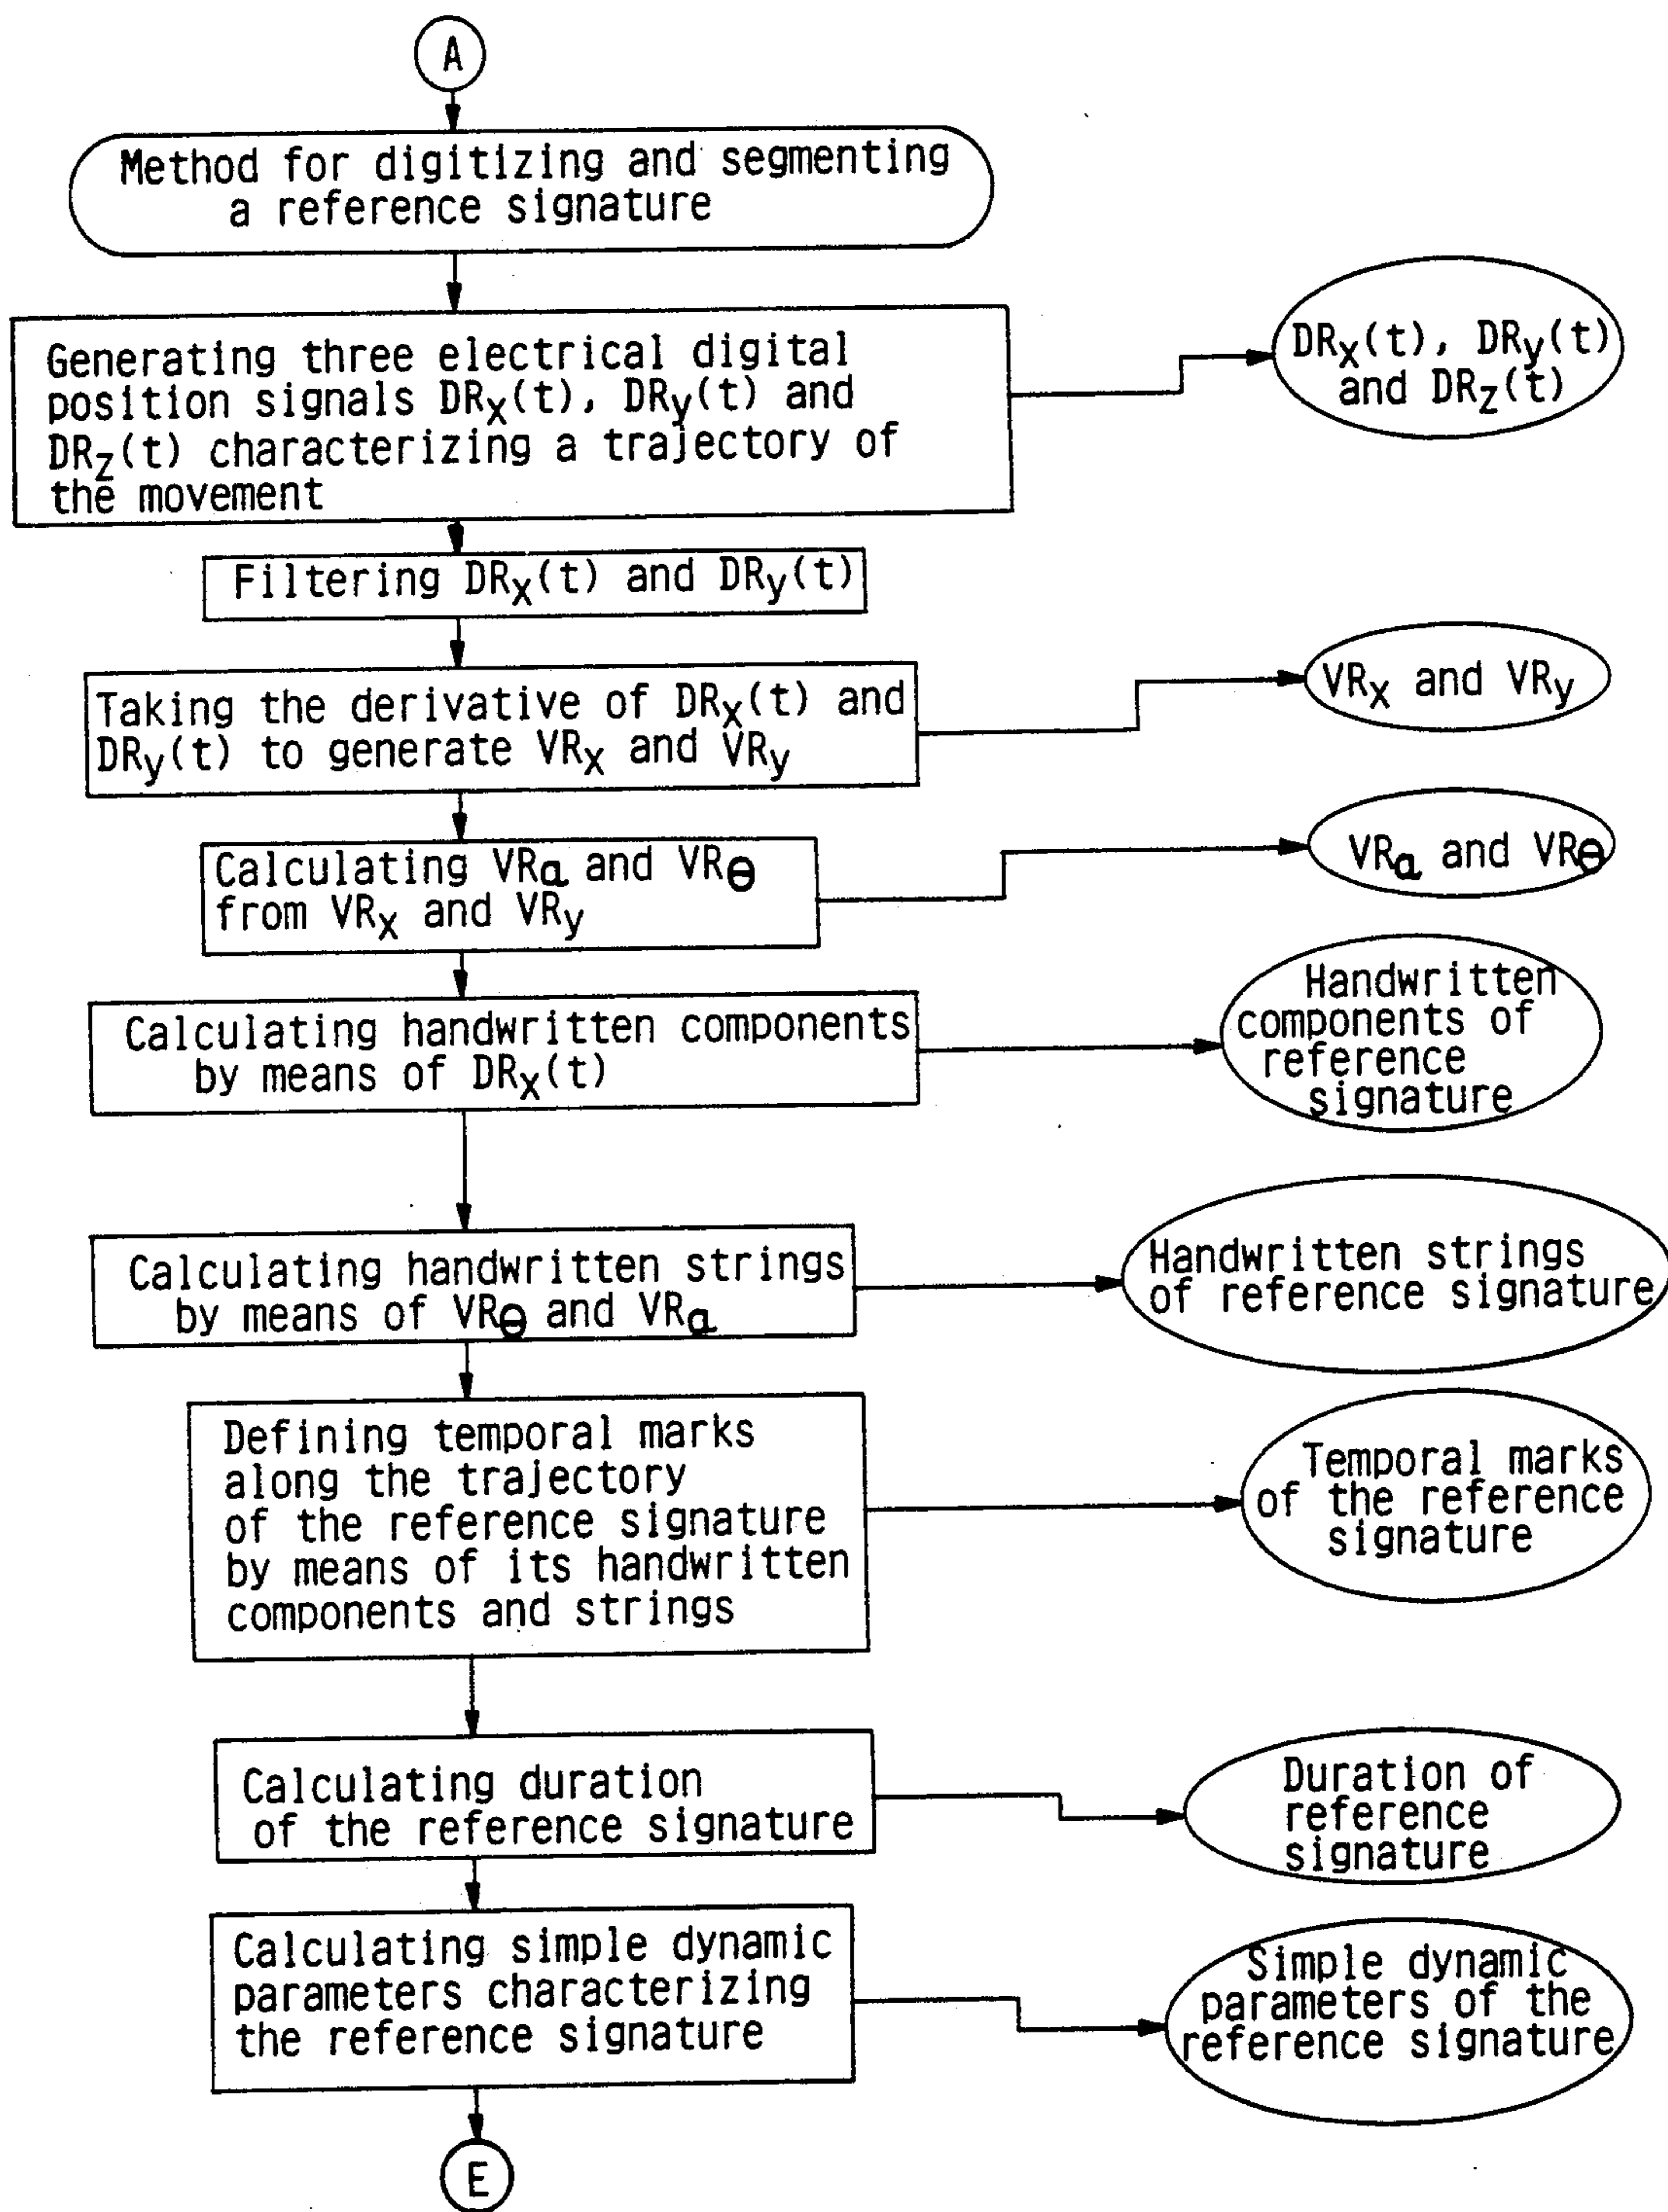 A
Method for digitizing and segmenting
a reference signature
Generating three electrical digital
position signals DRx(t), DRy(t) and
DRz(t) characterizing a trajectory of
the movement
DRx(t), DRy(t)
and DRz(t)
Filtering DRx(t) and DRy(t)
Taking the derivative of DRx(t) and
DRy(t) to generate VRx and VRy
VRx and VRy
Calculating VRa and VRθ
from VRx and VRy
VRa and VRθ
Calculating handwritten components
by means of DRx(t)
Handwritten
components of
reference
signature
Calculating handwritten strings
by means of VRθ and VRa
Handwritten strings
of reference signature
Defining temporal marks
along the trajectory
of the reference signature
by means of its handwritten
components and strings
Temporal marks
of the reference
signature
Calculating duration
of the reference signature
Duration of
reference
signature
Calculating simple dynamic
parameters characterizing
the reference signature
Simple dynamic
parameters of the
reference signature
E